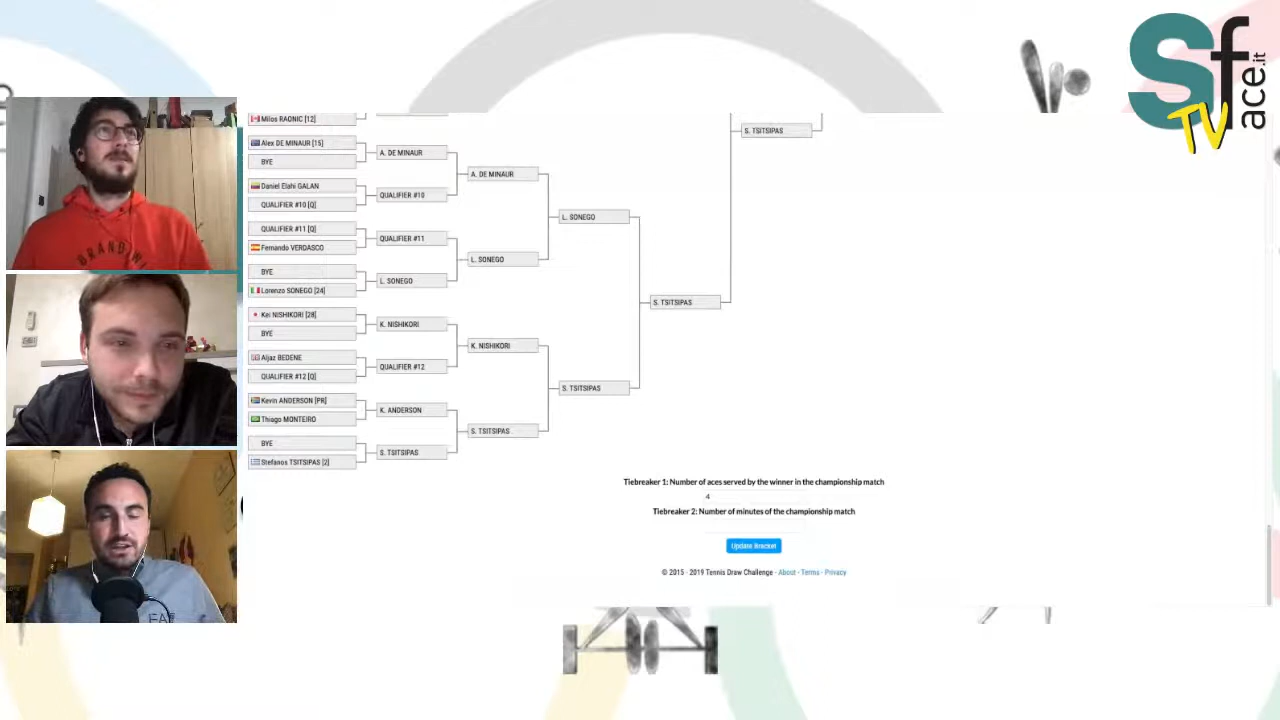 Sf
TV
ace.it
Milos RAONIC [12]
S. TSITSIPAS
Alex DE MINAUR [15]
A. DE MINAUR
BYE
A. DE MINAUR
Daniel Elahi GALAN
QUALIFIER #10
QUALIFIER #10 [Q]
L. SONEGO
QUALIFIER #11 [Q]
QUALIFIER #11
Fernando VERDASCO
L. SONEGO
BYE
L. SONEGO
Lorenzo SONEGO [24]
S. TSITSIPAS
Kei NISHIKORI [28]
K. NISHIKORI
BYE
K. NISHIKORI
Aljaz BEDENE
QUALIFIER #12
QUALIFIER #12 [Q]
S. TSITSIPAS
Kevin ANDERSON [PR]
K. ANDERSON
Thiago MONTEIRO
S. TSITSIPAS
BYE
S. TSITSIPAS
Stefanos TSITSIPAS [2]
Tiebreaker 1: Number of aces served by the winner in the championship match
4
Tiebreaker 2: Number of minutes of the championship match
Update Bracket
© 2015 - 2019 Tennis Draw Challenge - About - Terms - Privacy